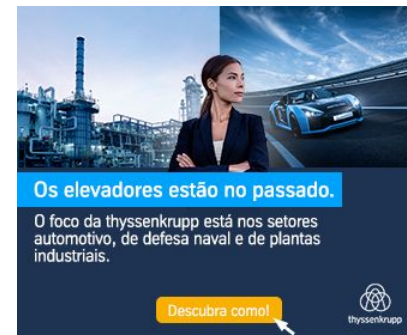 Os elevadores estão no passado.
O foco da thyssenkrupp está nos setores
automotivo, de defesa naval e de plantas
industriais.
Descubra como!
thyssenkrupp